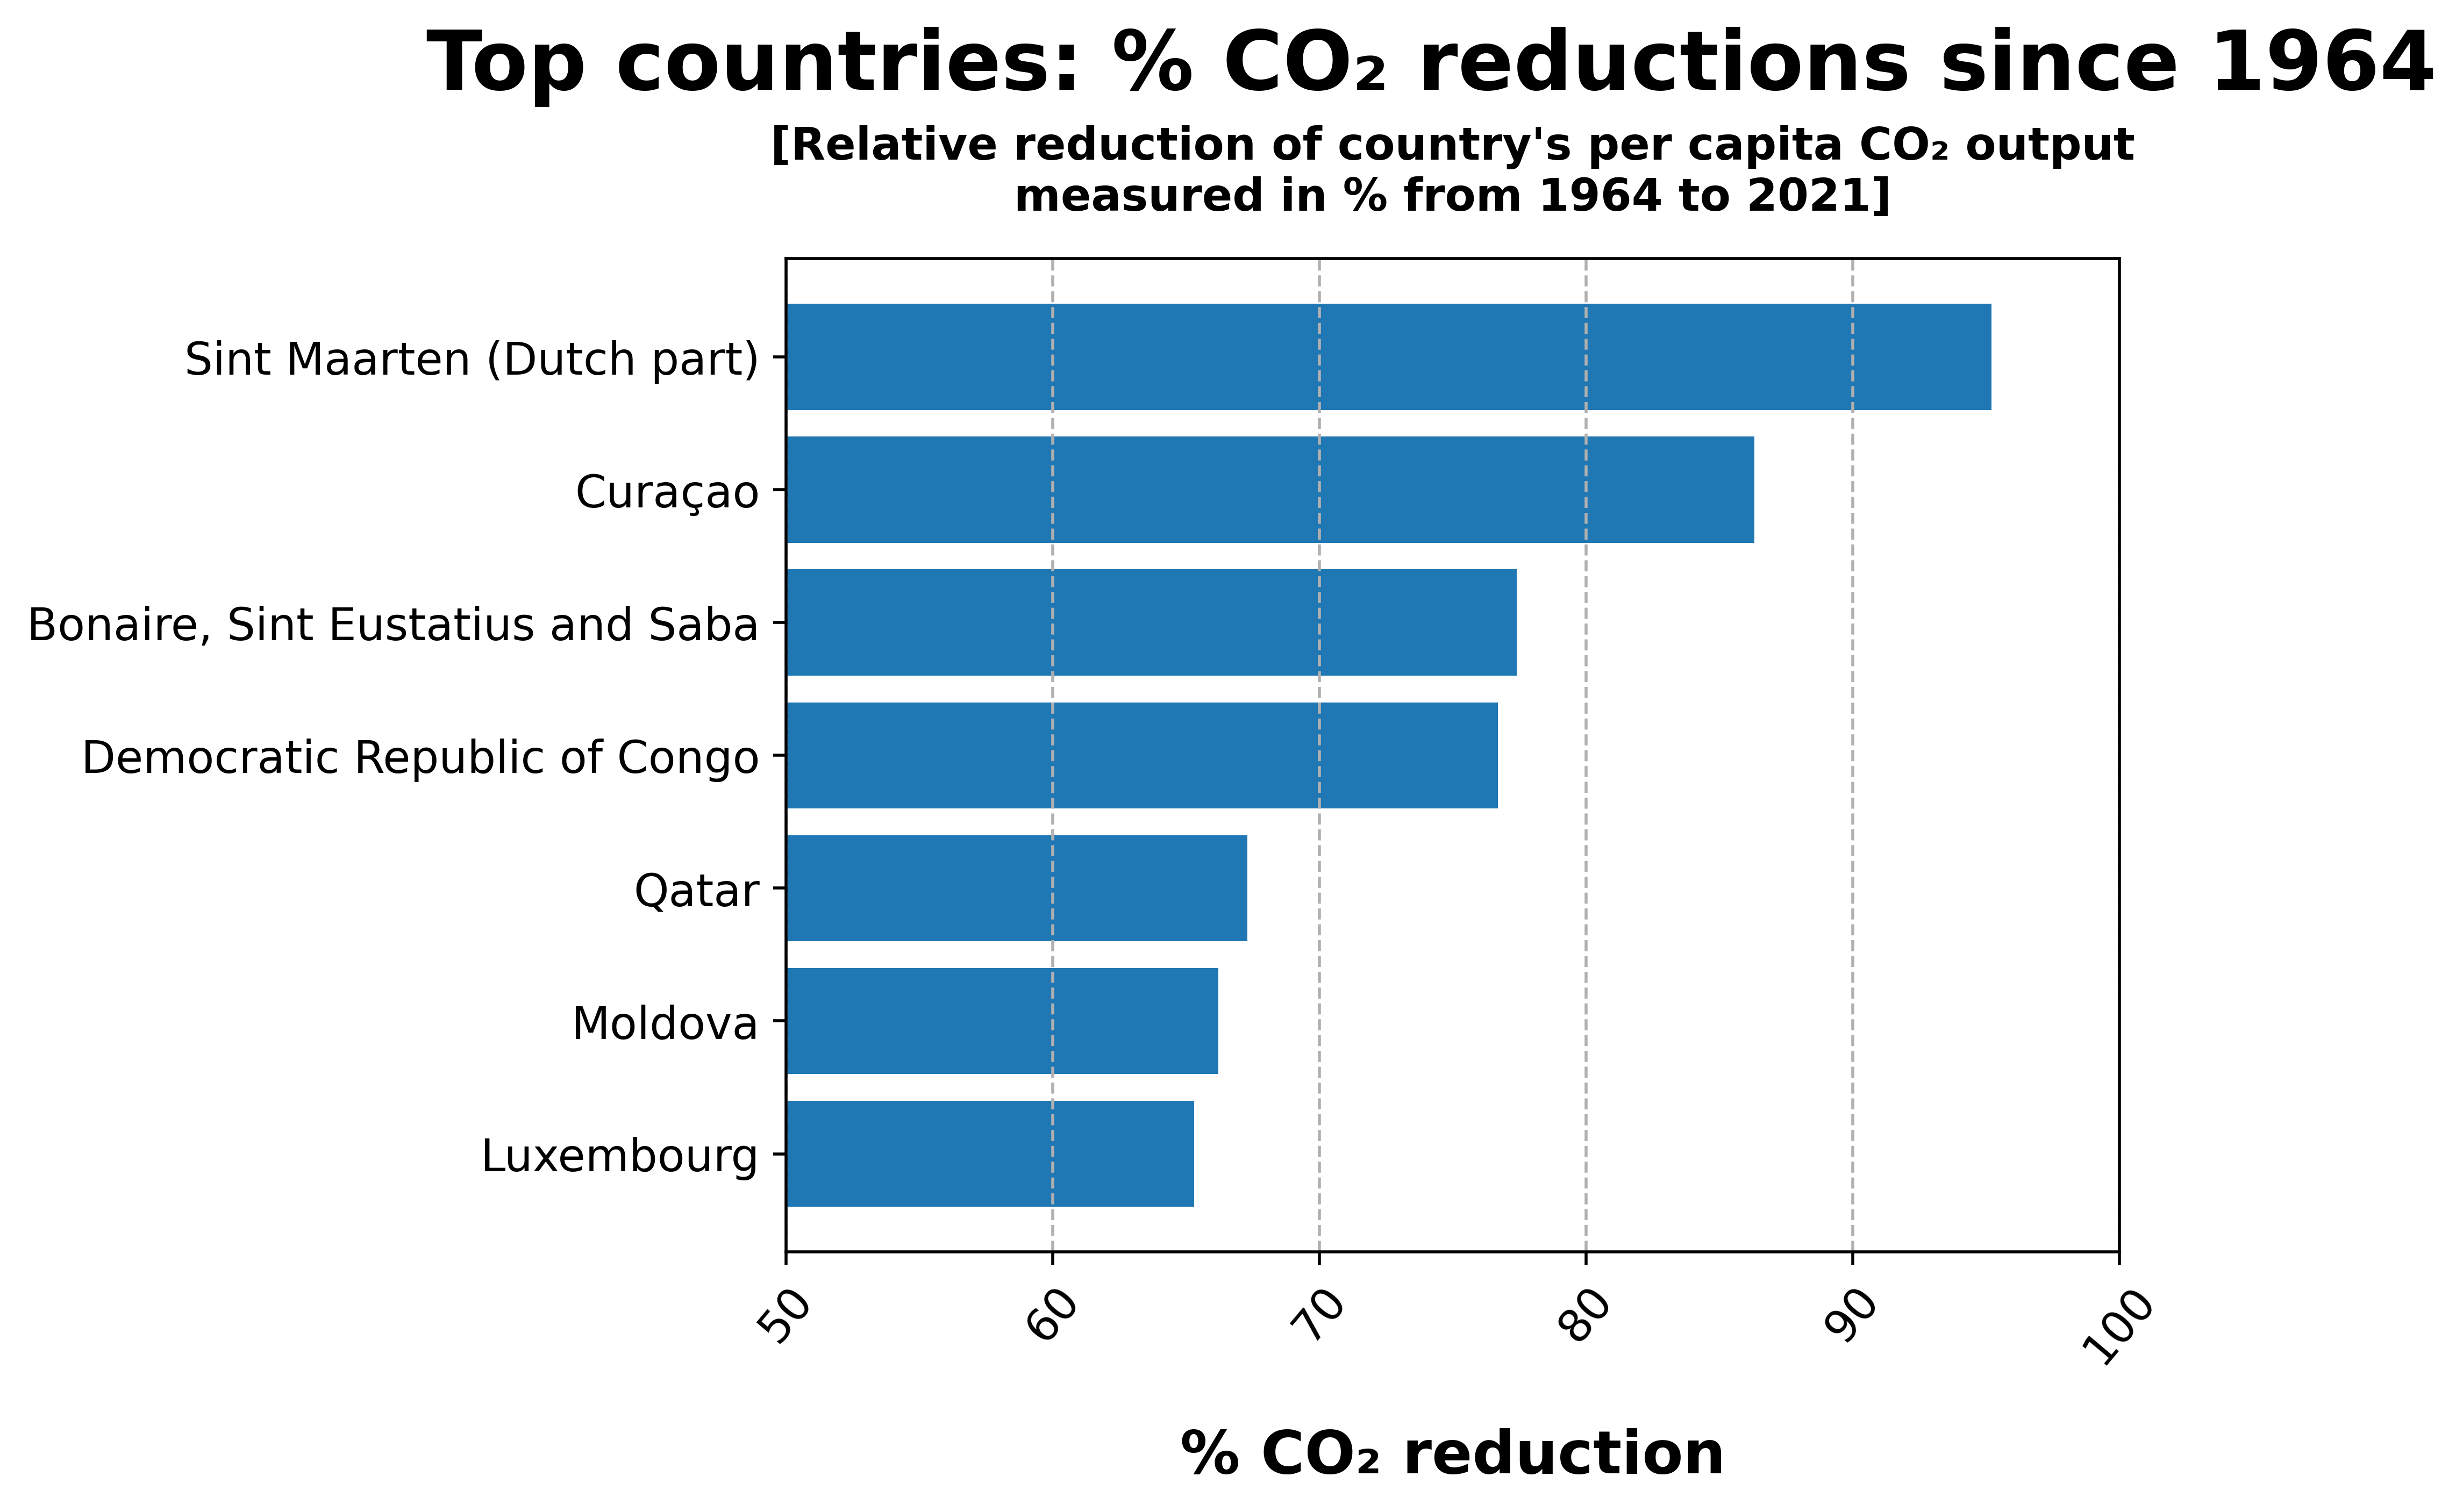 Top countries: % CO₂ reductions since 1964
[Relative reduction of country's per capita CO₂ output
measured in % from 1964 to 2021]
Sint Maarten (Dutch part)
Curaçao
Bonaire, Sint Eustatius and Saba
Democratic Republic of Congo
Qatar
Moldova
Luxembourg
50
60
70
80
90
100
% CO₂ reduction